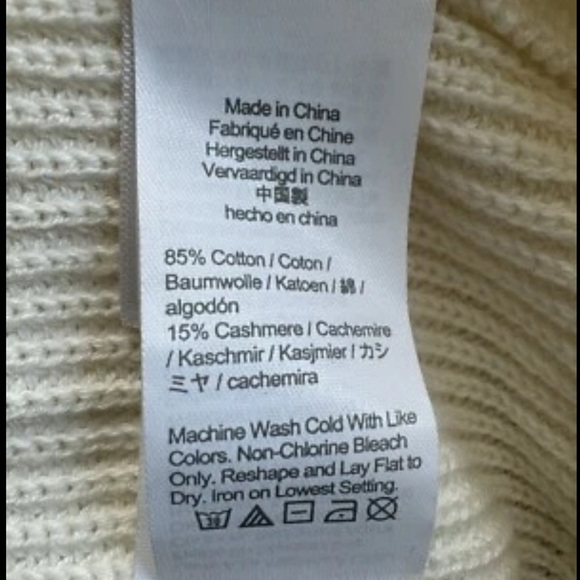 Made in China
Fabriqué en Chine
Hergestellt in China
Vervaardigd in China
中国製
hecho en china
85% Cotton / Coton /
Baumwolle / Katoen / 綿 /
algodón
15% Cashmere / Cachemire
/ Kaschmir / Kasjmier / カシ
ミヤ / cachemira
Machine Wash Cold With Like
Colors. Non-Chlorine Bleach
Only. Reshape and Lay Flat to
Dry. Iron on Lowest Setting.
30